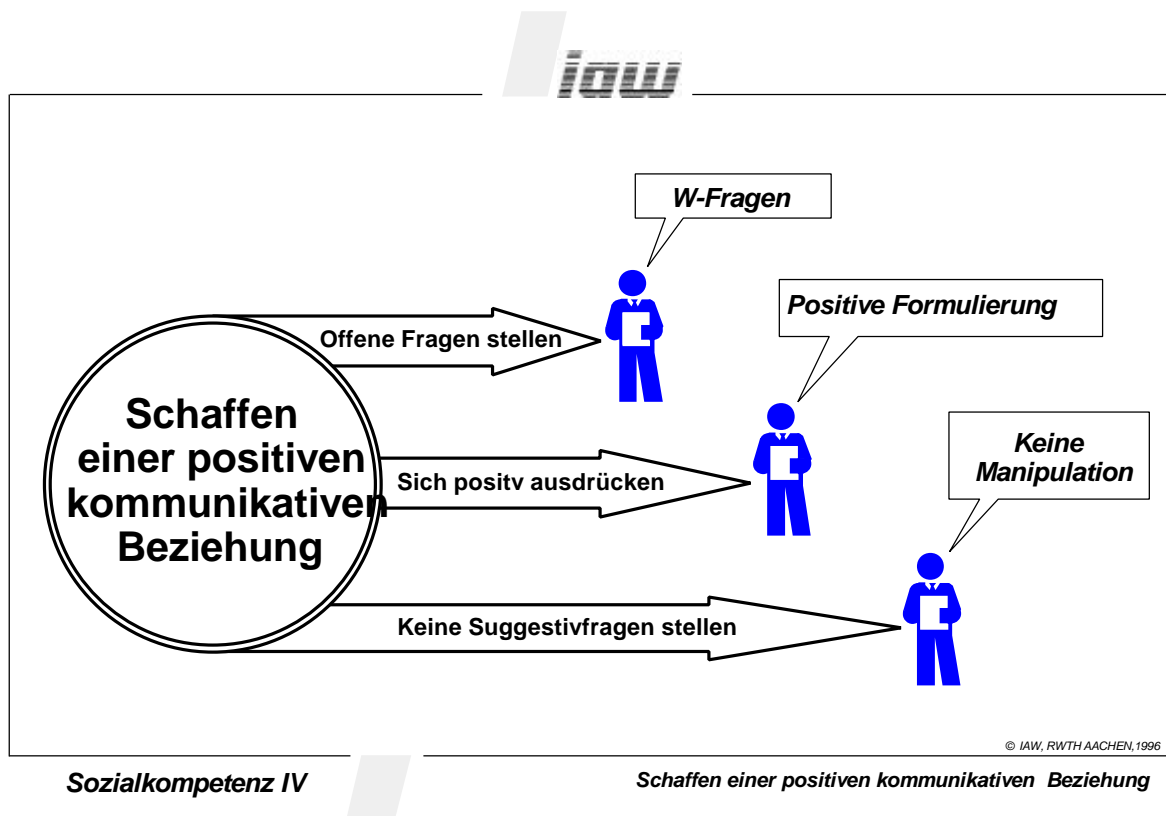 iaw
W-Fragen
Offene Fragen stellen
Positive Formulierung
Schaffen
einer positiven
kommunikativen
Beziehung
Sich positv ausdrücken
Keine
Manipulation
Keine Suggestivfragen stellen
© IAW, RWTH AACHEN,1996
Sozialkompetenz IV
Schaffen einer positiven kommunikativen Beziehung